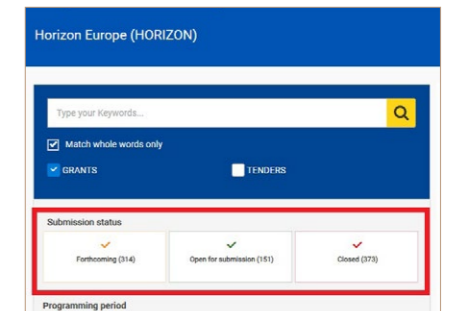 Horizon Europe (HORIZON)
Type your Keywords...
Match whole words only
GRANTS
TENDERS
Submission status
Forthcoming (314)
Open for submission (151)
Closed (373)
Programming period